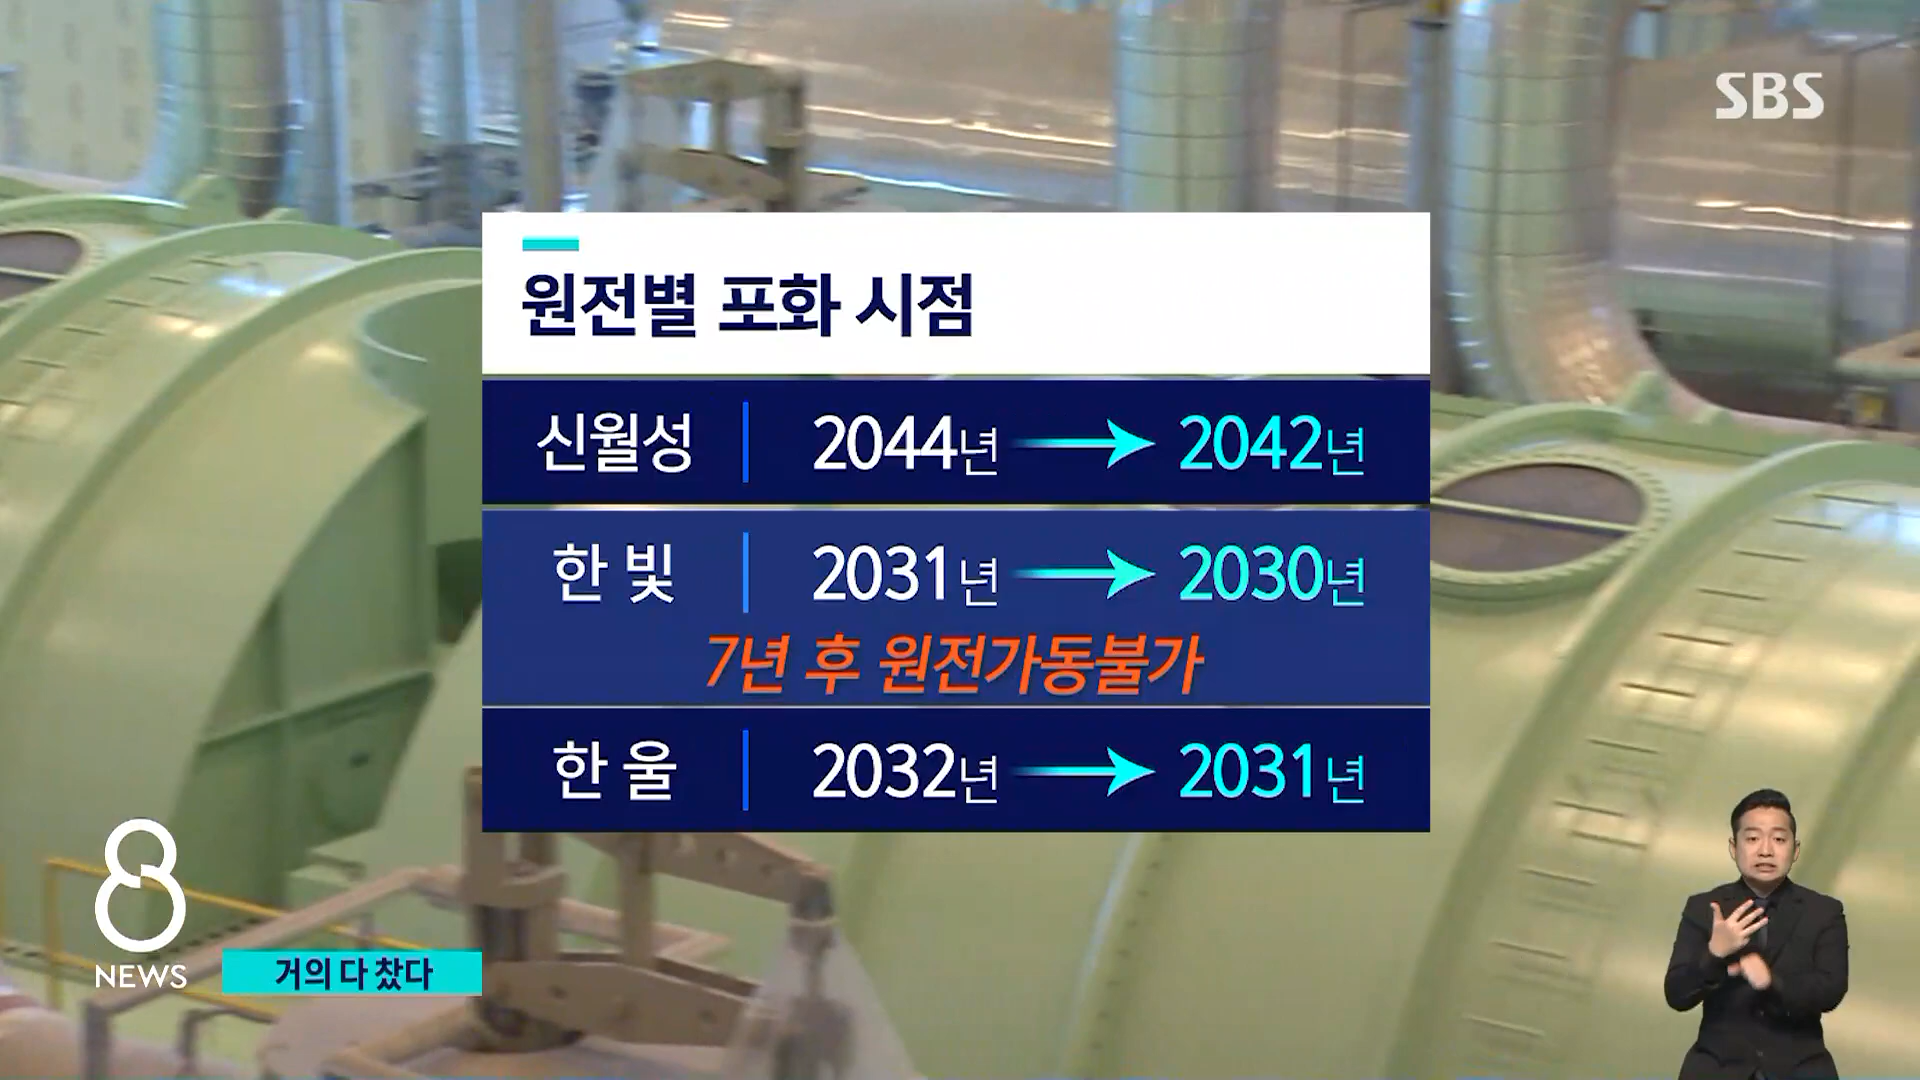 SBS
원전별 포화 시점
신월성 2044년 → 2042년
한빛 2031년 → 2030년
7년 후 원전가동불가
한울 2032년 → 2031년
8
NEWS
거의 다 찼다